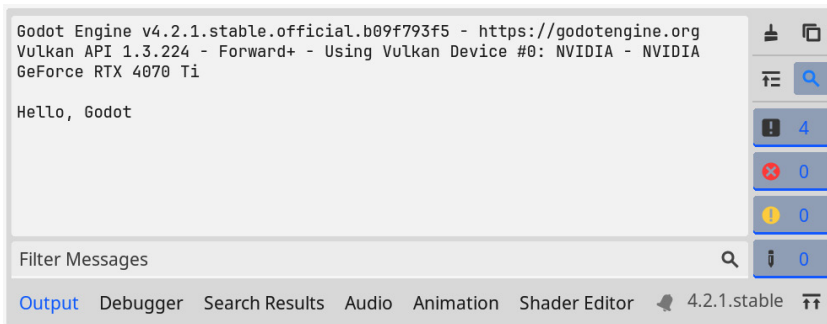 Godot Engine v4.2.1.stable.official.b09f793f5 - https://godotengine.org
Vulkan API 1.3.224 - Forward+ - Using Vulkan Device #0: NVIDIA - NVIDIA
GeForce RTX 4070 Ti
Hello, Godot
4
0
0
Filter Messages
0
Output Debugger Search Results Audio Animation Shader Editor 4.2.1.stable